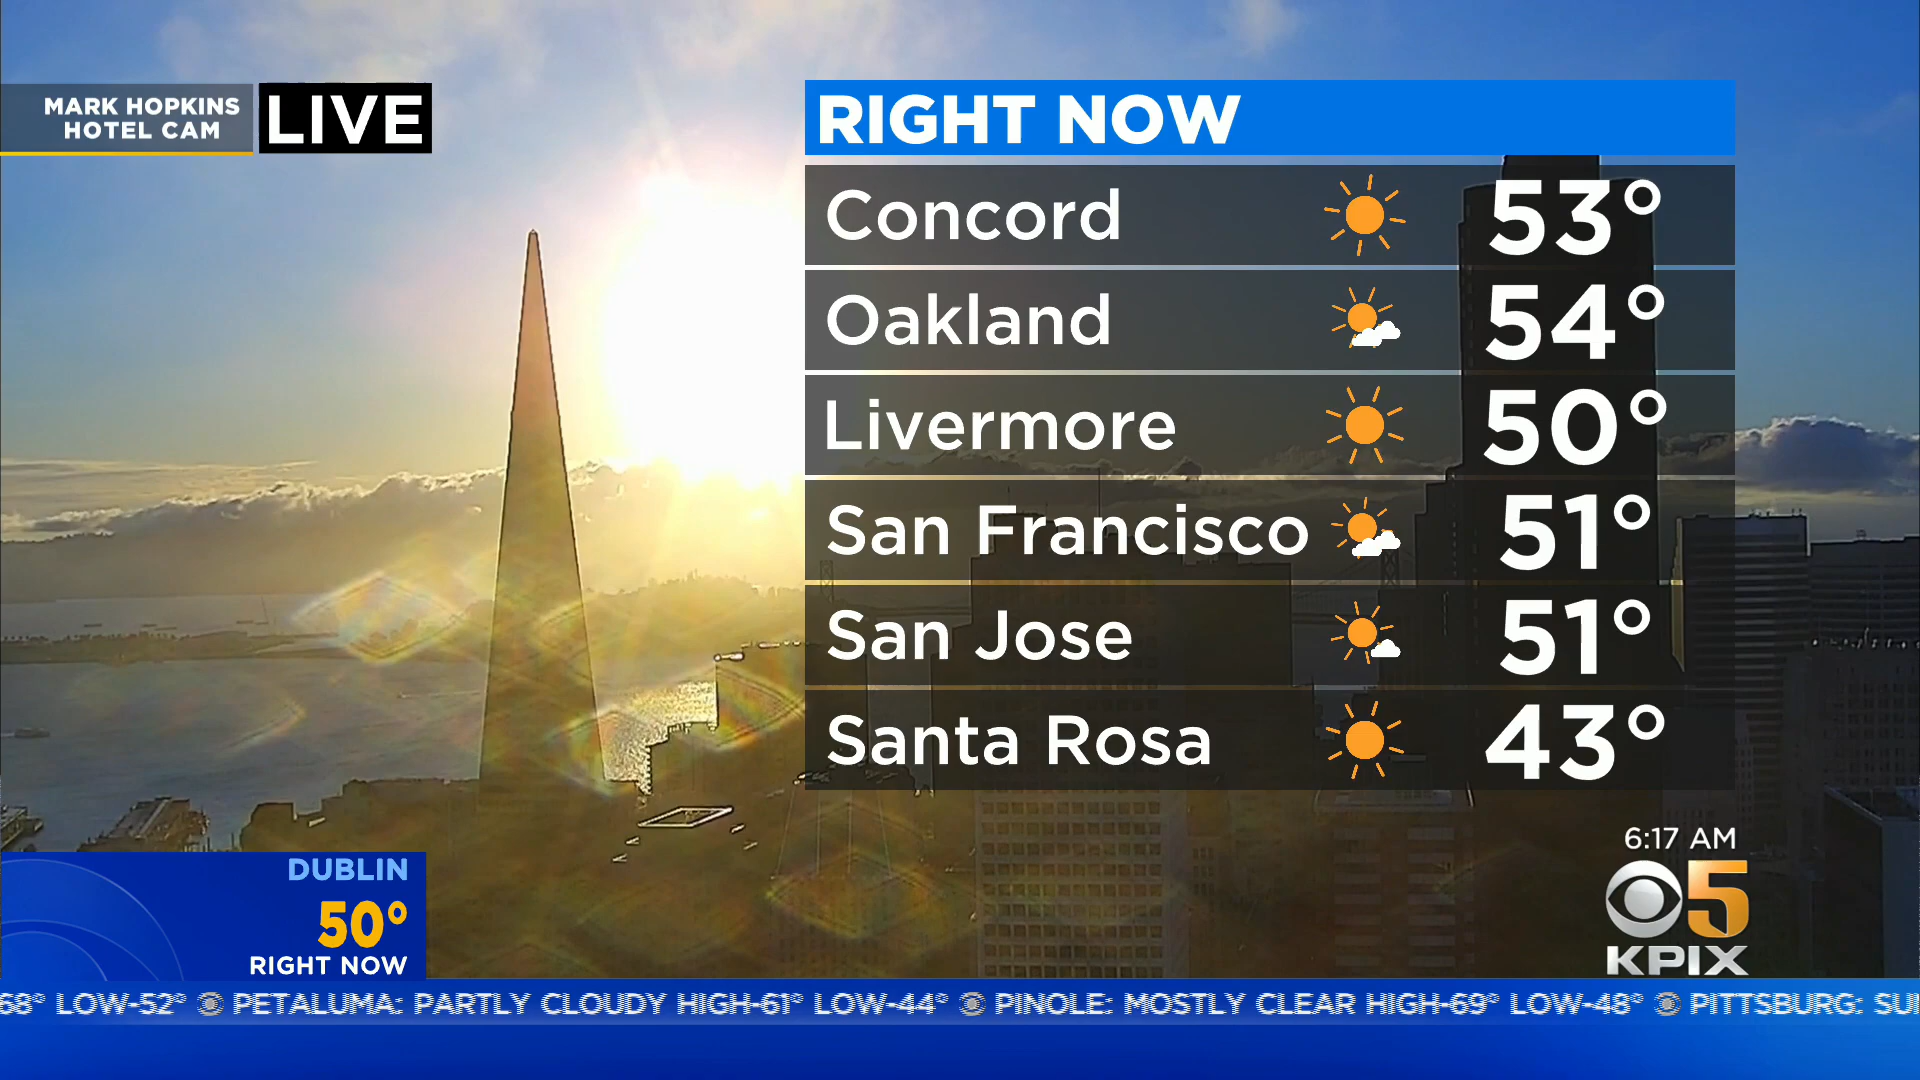 MARK HOPKINS
HOTEL CAM
LIVE
RIGHT NOW
Concord 53°
Oakland 54°
Livermore 50°
San Francisco 51°
San Jose 51°
Santa Rosa 43°
6:17 AM
5
KPIX
DUBLIN
50°
RIGHT NOW
68° LOW-52° PETALUMA: PARTLY CLOUDY HIGH-61° LOW-44° PINOLE: MOSTLY CLEAR HIGH-69° LOW-48° PITTSBURG: